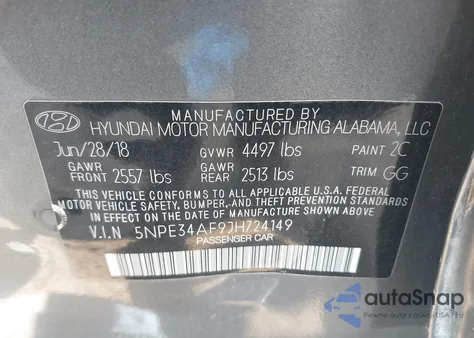 MANUFACTURED BY
HYUNDAI MOTOR MANUFACTURING ALABAMA, LLC
Jun/28/18 GVWR 4497 lbs PAINT 2C
GAWR FRONT 2557 lbs GAWR REAR 2513 lbs TRIM GG
THIS VEHICLE CONFORMS TO ALL APPLICABLE U.S.A. FEDERAL
MOTOR VEHICLE SAFETY, BUMPER, AND THEFT PREVENTION
STANDARDS IN EFFECT ON THE DATE OF MANUFACTURE SHOWN ABOVE.
V.I.N 5NPE34AF9JH724149
PASSENGER CAR
autoSnap